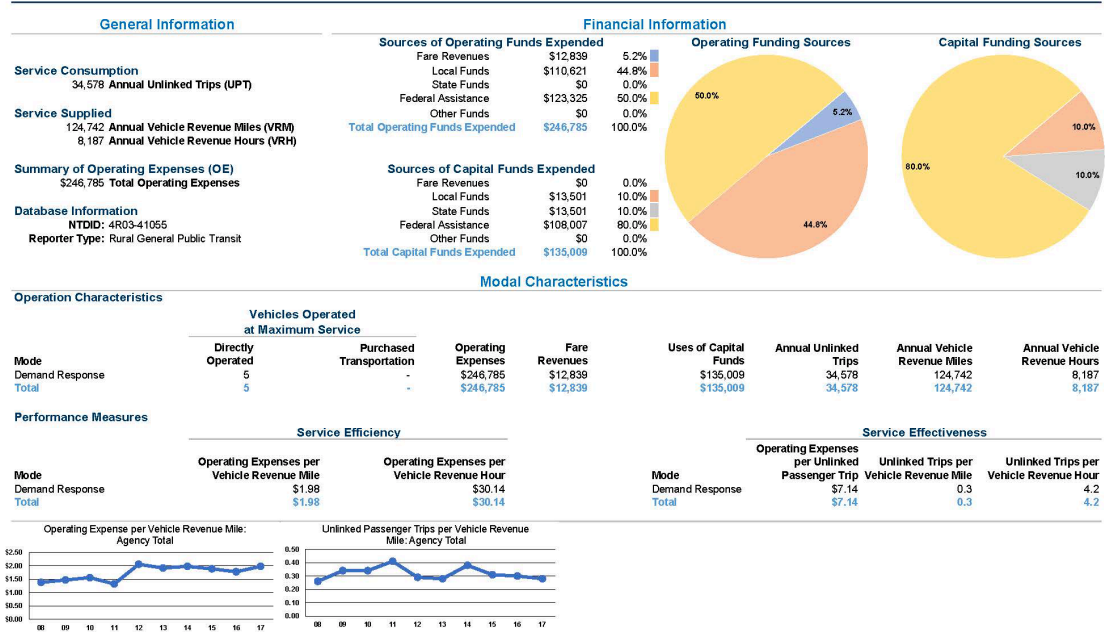 General Information
Financial Information
Service Consumption
34,578 Annual Unlinked Trips (UPT)
Service Supplied
124,742 Annual Vehicle Revenue Miles (VRM)
8,187 Annual Vehicle Revenue Hours (VRH)
Summary of Operating Expenses (OE)
$246,785 Total Operating Expenses
Database Information
NTDID: 4R03-41055
Reporter Type: Rural General Public Transit
Sources of Operating Funds Expended
Fare Revenues $12,839 5.2%
Local Funds $110,621 44.8%
State Funds $0 0.0%
Federal Assistance $123,325 50.0%
Other Funds $0 0.0%
Total Operating Funds Expended $246,785 100.0%
Sources of Capital Funds Expended
Fare Revenues $0 0.0%
Local Funds $13,501 10.0%
State Funds $13,501 10.0%
Federal Assistance $108,007 80.0%
Other Funds $0 0.0%
Total Capital Funds Expended $135,009 100.0%
Operating Funding Sources
50.0%
5.2%
44.8%
Capital Funding Sources
10.0%
80.0%
10.0%
Modal Characteristics
Operation Characteristics
Vehicles Operated
at Maximum Service
Directly Purchased Operating Fare Uses of Capital Annual Unlinked Annual Vehicle Annual Vehicle
Mode Operated Transportation Expenses Revenues Funds Trips Revenue Miles Revenue Hours
Demand Response 5 - $246,785 $12,839 $135,009 34,578 124,742 8,187
Total 5 - $246,785 $12,839 $135,009 34,578 124,742 8,187
Performance Measures
Service Efficiency
Operating Expenses per Operating Expenses per
Mode Vehicle Revenue Mile Vehicle Revenue Hour
Demand Response $1.98 $30.14
Total $1.98 $30.14
Service Effectiveness
Operating Expenses
per Unlinked Unlinked Trips per Unlinked Trips per
Mode Passenger Trip Vehicle Revenue Mile Vehicle Revenue Hour
Demand Response $7.14 0.3 4.2
Total $7.14 0.3 4.2
Operating Expense per Vehicle Revenue Mile:
Agency Total
$2.50
$2.00
$1.50
$1.00
$0.50
$0.00
08 09 10 11 12 13 14 15 16 17
Unlinked Passenger Trips per Vehicle Revenue
Mile: Agency Total
0.50
0.40
0.30
0.20
0.10
0.00
08 09 10 11 12 13 14 15 16 17